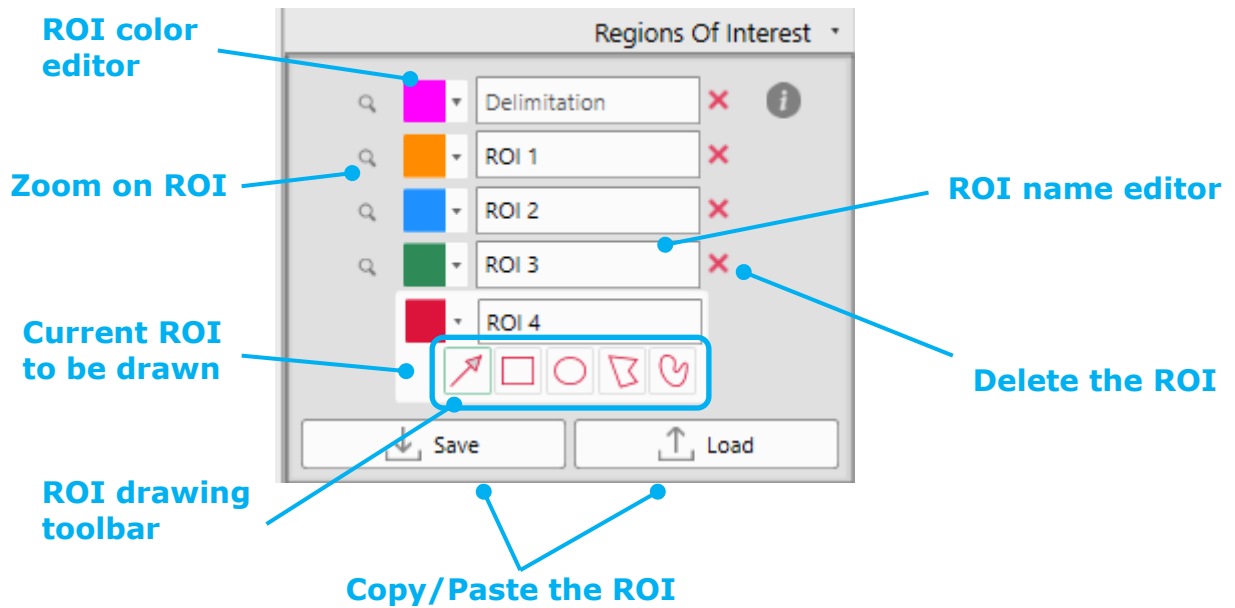 ROI color
editor
Regions Of Interest
Delimitation
i
ROI 1
Zoom on ROI
ROI name editor
ROI 2
ROI 3
Current ROI
to be drawn
ROI 4
Delete the ROI
Save
Load
ROI drawing
toolbar
Copy/Paste the ROI